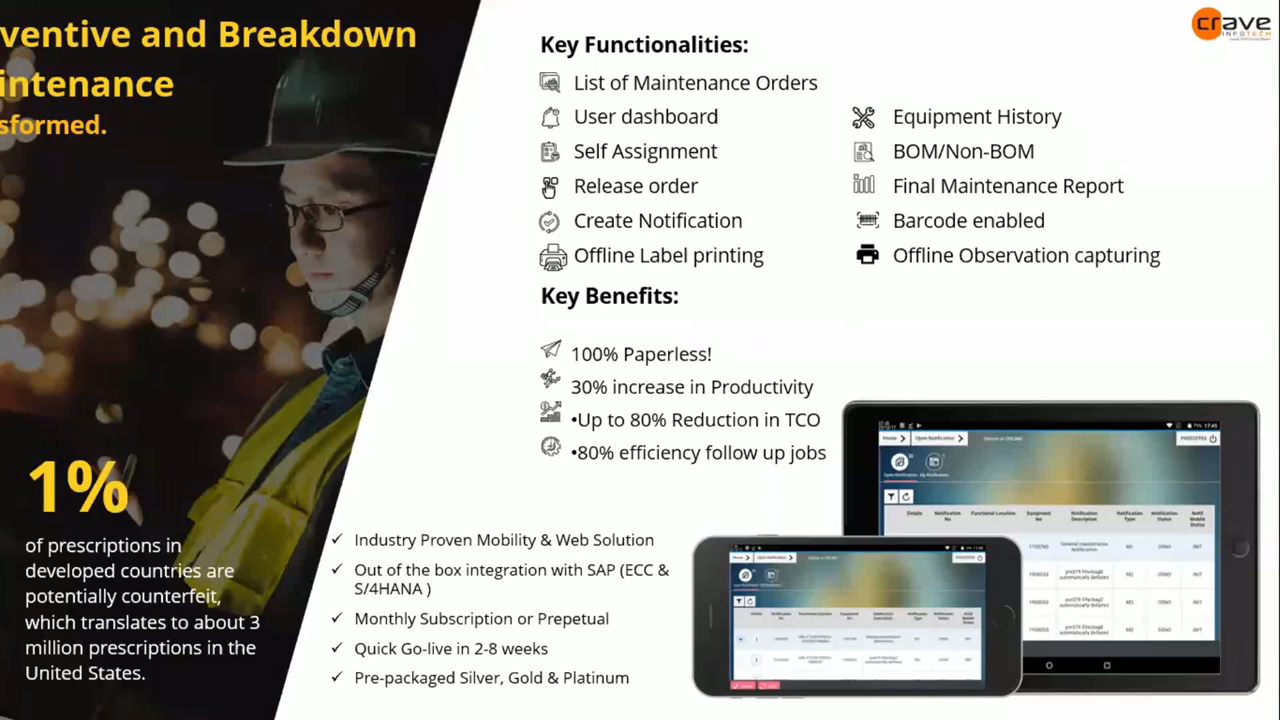 ventive and Breakdown
intenance
sformed.
1%
of prescriptions in
developed countries are
potentially counterfeit,
which translates to about 3
million prescriptions in the
United States.
crave
INFOTECH
Key Functionalities:
List of Maintenance Orders
User dashboard
Self Assignment
Release order
Create Notification
Offline Label printing
Equipment History
BOM/Non-BOM
Final Maintenance Report
Barcode enabled
Offline Observation capturing
Key Benefits:
100% Paperless!
30% increase in Productivity
•Up to 80% Reduction in TCO
•80% efficiency follow up jobs
✓ Industry Proven Mobility & Web Solution
✓ Out of the box integration with SAP (ECC &
S/4HANA )
✓ Monthly Subscription or Prepetual
✓ Quick Go-live in 2-8 weeks
✓ Pre-packaged Silver, Gold & Platinum